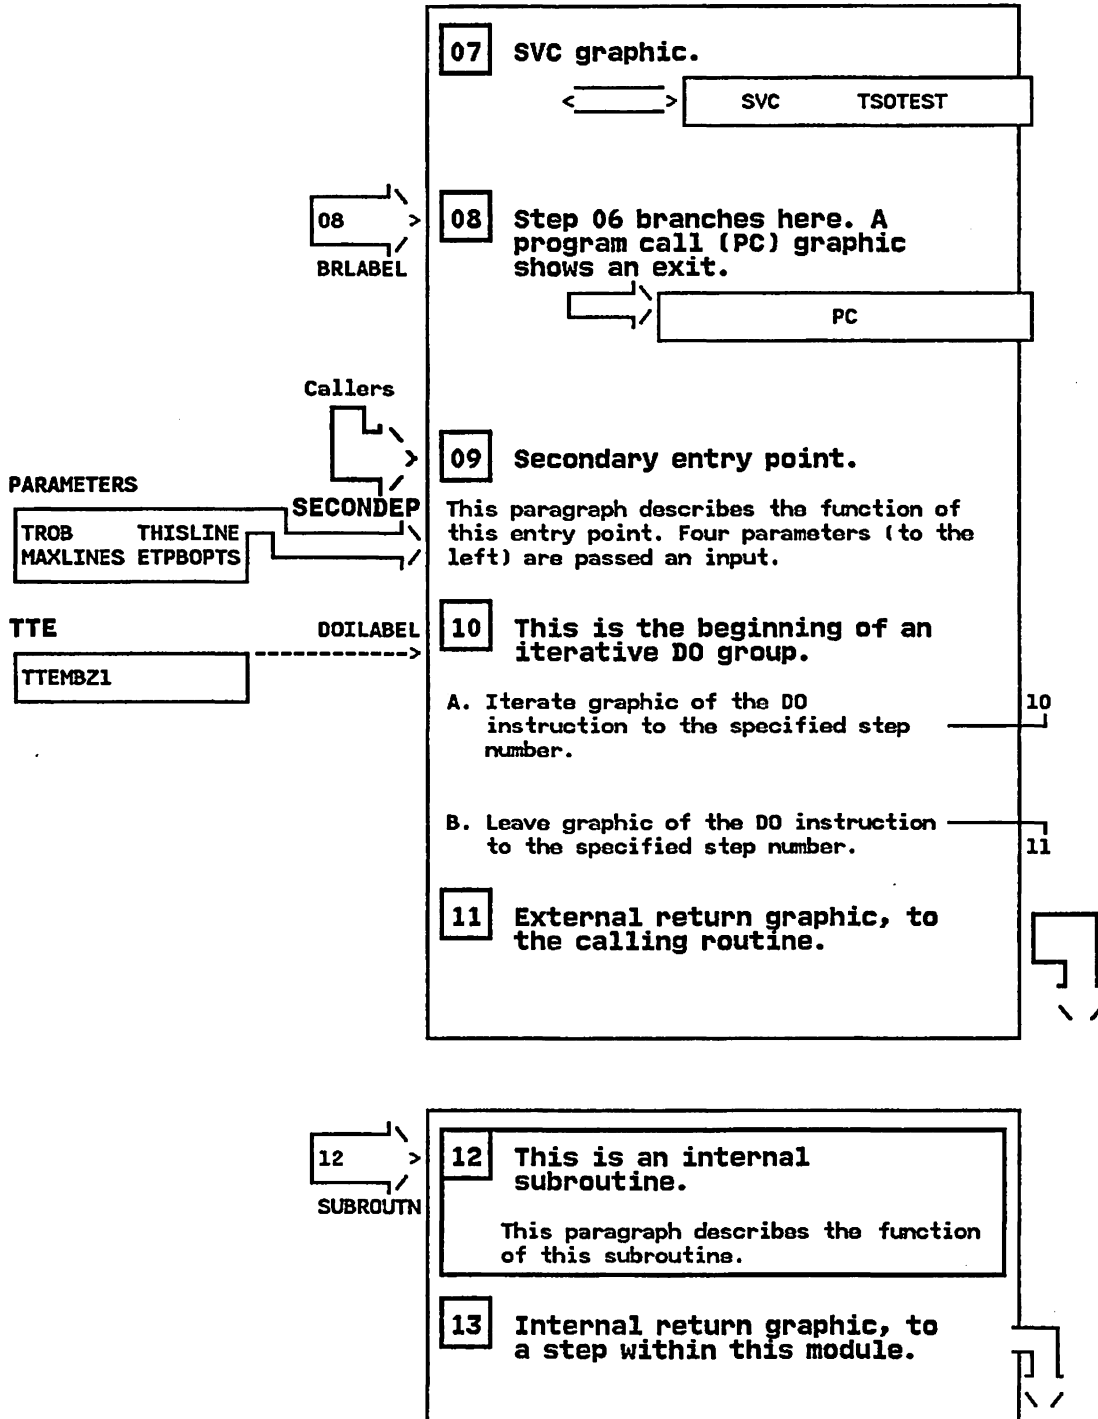 07 SVC graphic.
SVC TSOTEST
08
BRLABEL
08 Step 06 branches here. A
program call (PC) graphic
shows an exit.
PC
Callers
SECONDEP
09 Secondary entry point.
PARAMETERS
TROB THISLINE
MAXLINES ETPBOPTS
This paragraph describes the function of
this entry point. Four parameters (to the
left) are passed an input.
TTE
TTEMBZ1
DOILABEL
10 This is the beginning of an
iterative DO group.
A. Iterate graphic of the DO
instruction to the specified step
number.
10
B. Leave graphic of the DO instruction
to the specified step number.
11
11 External return graphic, to
the calling routine.
12
SUBROUTN
12 This is an internal
subroutine.
This paragraph describes the function
of this subroutine.
13 Internal return graphic, to
a step within this module.